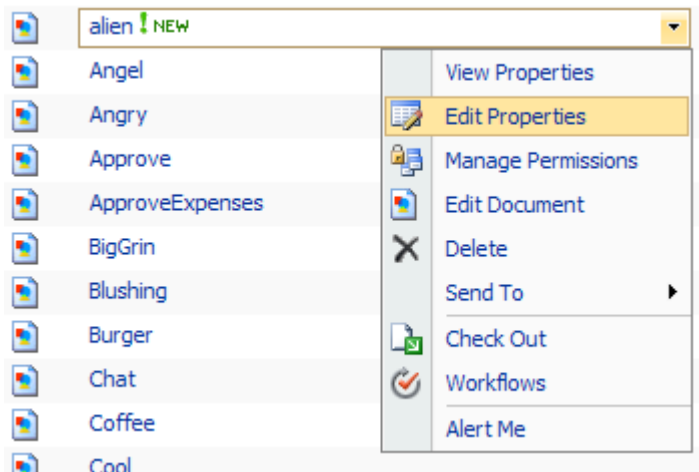 alien ! NEW
Angel
Angry
Approve
ApproveExpenses
BigGrin
Blushing
Burger
Chat
Coffee
Cool
View Properties
Edit Properties
Manage Permissions
Edit Document
Delete
Send To
Check Out
Workflows
Alert Me